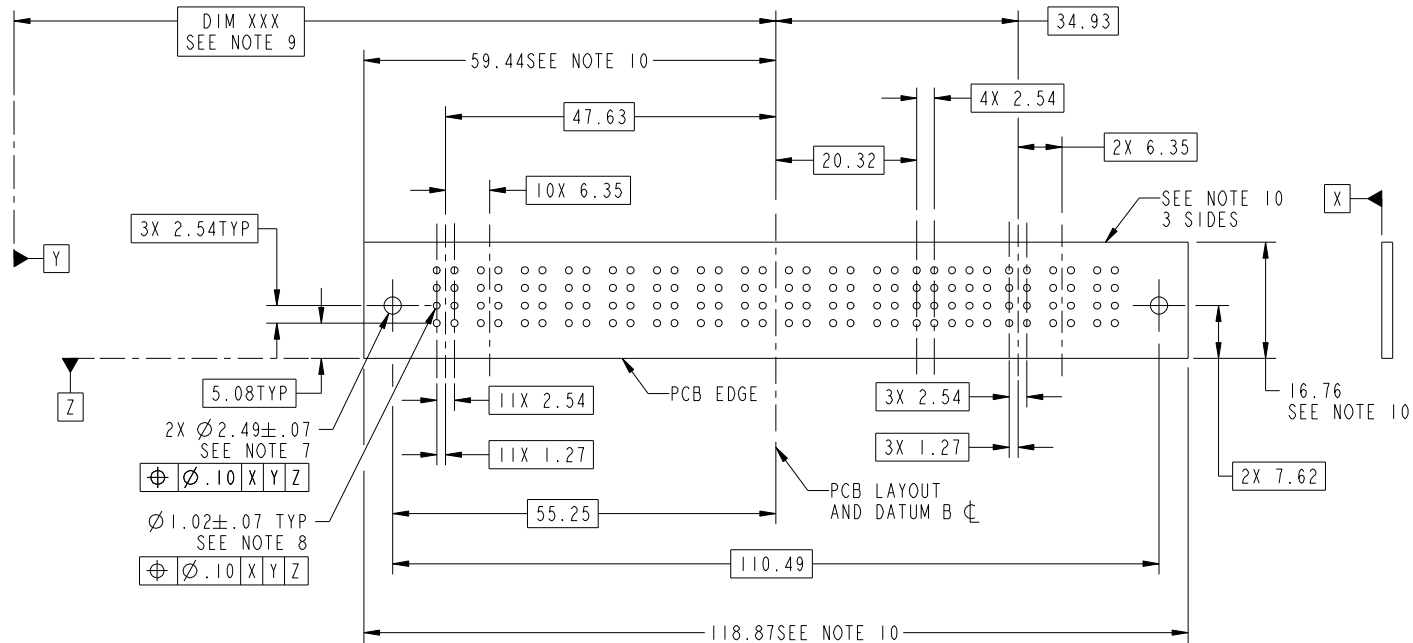 DIM XXX
SEE NOTE 9
34.93
59.44SEE NOTE 10
4X 2.54
47.63
20.32
2X 6.35
10X 6.35
X
SEE NOTE 10
3 SIDES
3X 2.54TYP
Y
Z
5.08TYP
PCB EDGE
11X 2.54
3X 2.54
16.76
SEE NOTE 10
2X Ø2.49±.07
SEE NOTE 7
⌖ Ø.10 X Y Z
11X 1.27
3X 1.27
2X 7.62
PCB LAYOUT
AND DATUM B ℄
Ø1.02±.07 TYP
SEE NOTE 8
⌖ Ø.10 X Y Z
55.25
110.49
118.87SEE NOTE 10